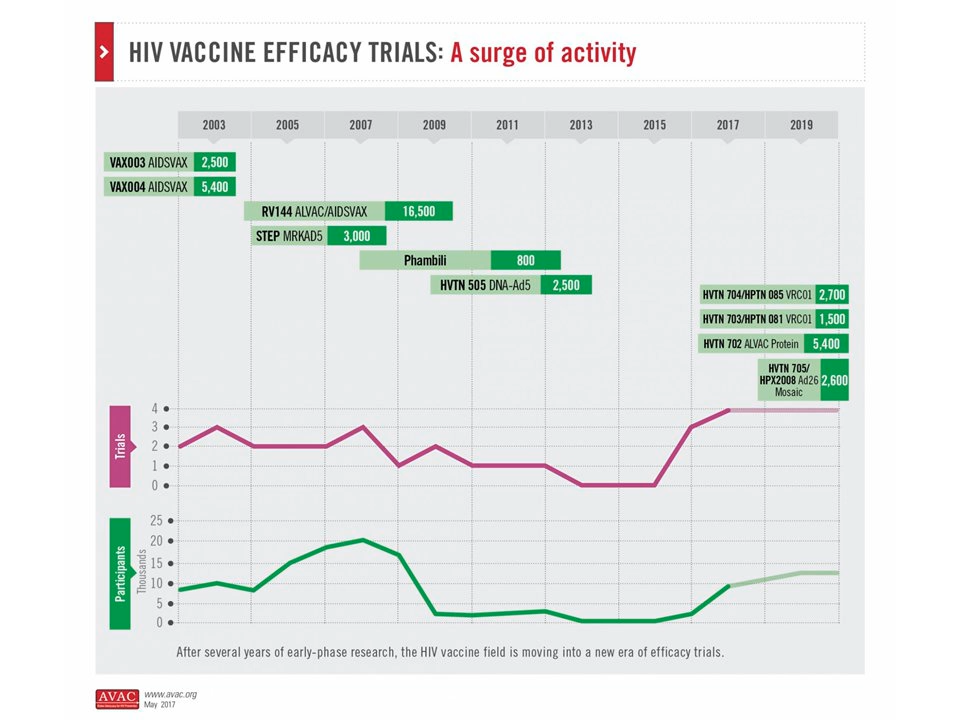 HIV VACCINE EFFICACY TRIALS: A surge of activity
2003 2005 2007 2009 2011 2013 2015 2017 2019
VAX003 AIDSVAX 2,500
VAX004 AIDSVAX 5,400
RV144 ALVAC/AIDSVAX 16,500
STEP MRKAD5 3,000
Phambili 800
HVTN 505 DNA-Ad5 2,500
HVTN 704/HPTN 085 VRC01 2,700
HVTN 703/HPTN 081 VRC01 1,500
HVTN 702 ALVAC Protein 5,400
HVTN 705/
HPX2008 Ad26 2,600
Mosaic
Trials
4
3
2
1
0
Participants
Thousands
25
20
15
10
5
0
After several years of early-phase research, the HIV vaccine field is moving into a new era of efficacy trials.
AVAC
www.avac.org
May 2017